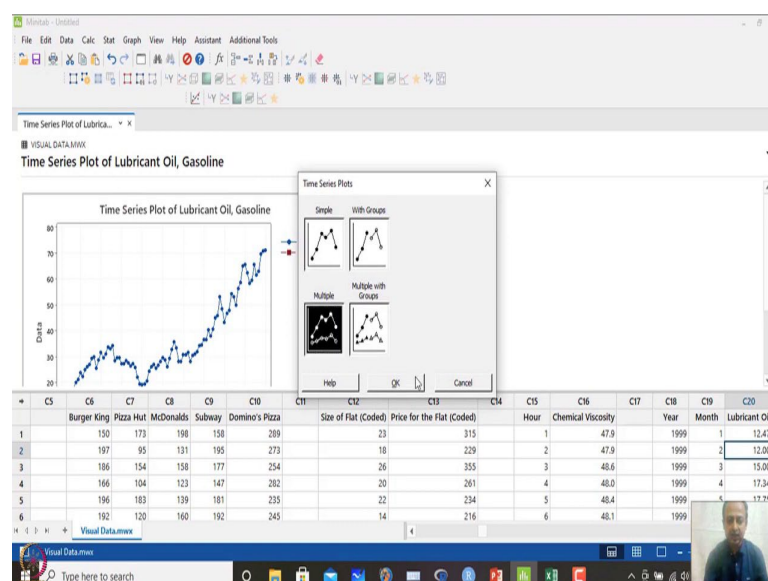 Minitab - Untitled
File Edit Data Calc Stat Graph View Help Assistant Additional Tools
Time Series Plot of Lubrica...
VISUAL DATA.MWX
Time Series Plot of Lubricant Oil, Gasoline
Time Series Plot of Lubricant Oil, Gasoline
80
70
60
50
40
30
20
Data
Time Series Plots
Simple With Groups
Multiple Multiple with Groups
Help OK Cancel
C5 C6 C7 C8 C9 C10 C11 C12 C13 C14 C15 C16 C17 C18 C19 C20
Burger King Pizza Hut McDonalds Subway Domino's Pizza Size of Flat (Coded) Price for the Flat (Coded) Hour Chemical Viscosity Year Month Lubricant O
1 150 173 198 158 289 23 315 1 47.9 1999 1 12.47
2 197 95 131 195 273 18 229 2 47.9 1999 2 12.00
3 186 154 158 177 254 26 355 3 48.6 1999 3 15.00
4 166 104 123 147 282 20 261 4 48.0 1999 4 17.34
5 196 183 139 181 235 22 234 5 48.4 1999 5 17.75
6 192 120 160 192 245 14 216 6 48.1 1999
Visual Data.mwx
Visual Data.mwx
Type here to search